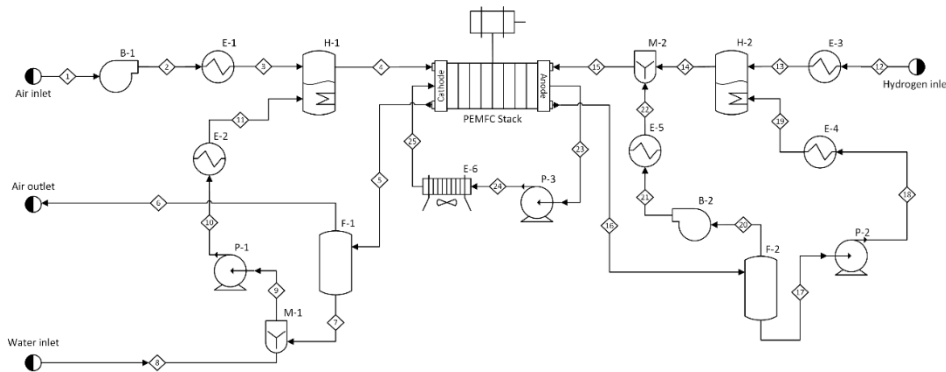 B-1
E-1
H-1
M-2
H-2
E-3
1
2
3
4
15
14
13
12
Air inlet
Cathode
Anode
PEMFC Stack
Hydrogen inle
11
22
19
E-2
E-5
E-4
25
23
5
E-6
P-3
24
21
18
Air outlet
6
10
16
B-2
20
P-1
F-1
F-2
P-2
9
17
M-1
7
Water inlet
8